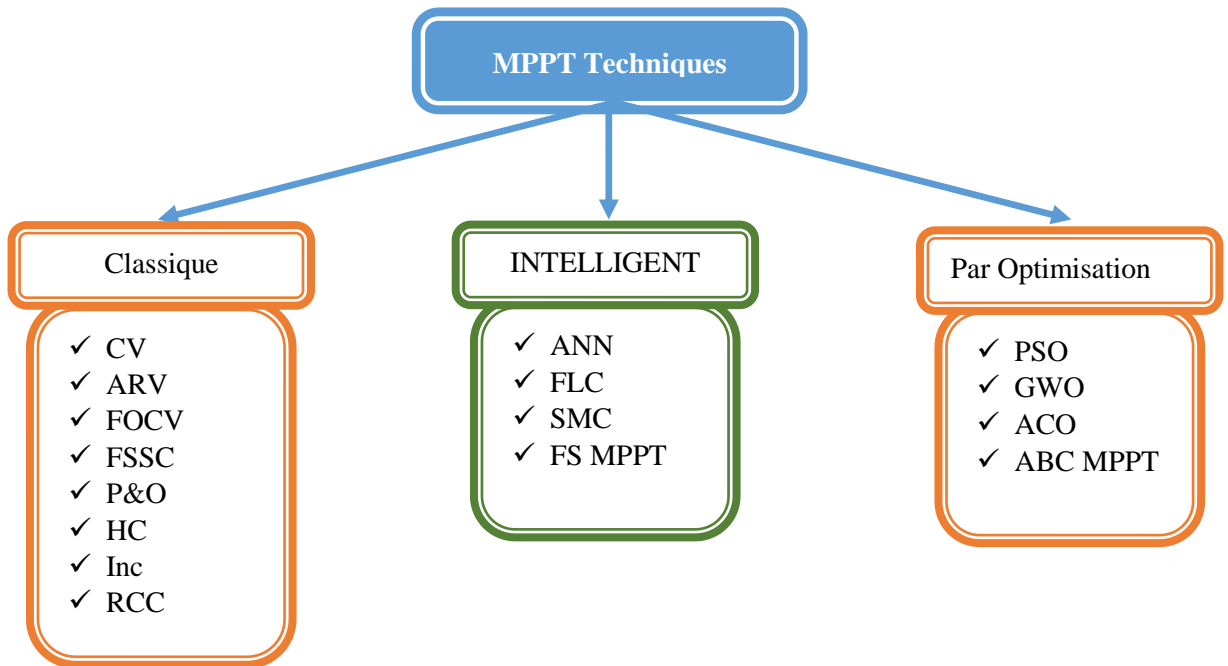 MPPT Techniques
Classique
CV
ARV
FOCV
FSSC
P&O
HC
Inc
RCC
INTELLIGENT
ANN
FLC
SMC
FS MPPT
Par Optimisation
PSO
GWO
ACO
ABC MPPT